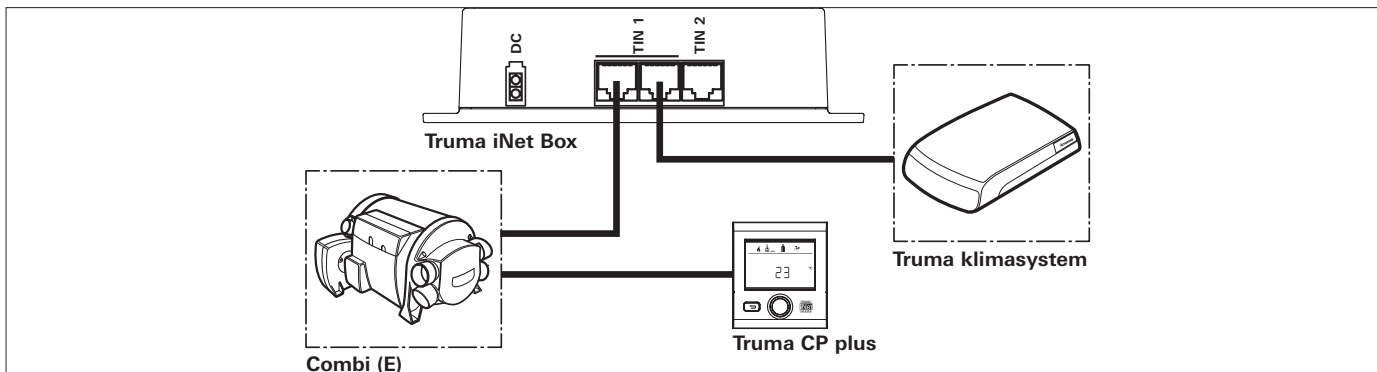 DC
TIN 1
TIN 2
Truma iNet Box
Truma klimasystem
23
°C
Truma CP plus
Combi (E)